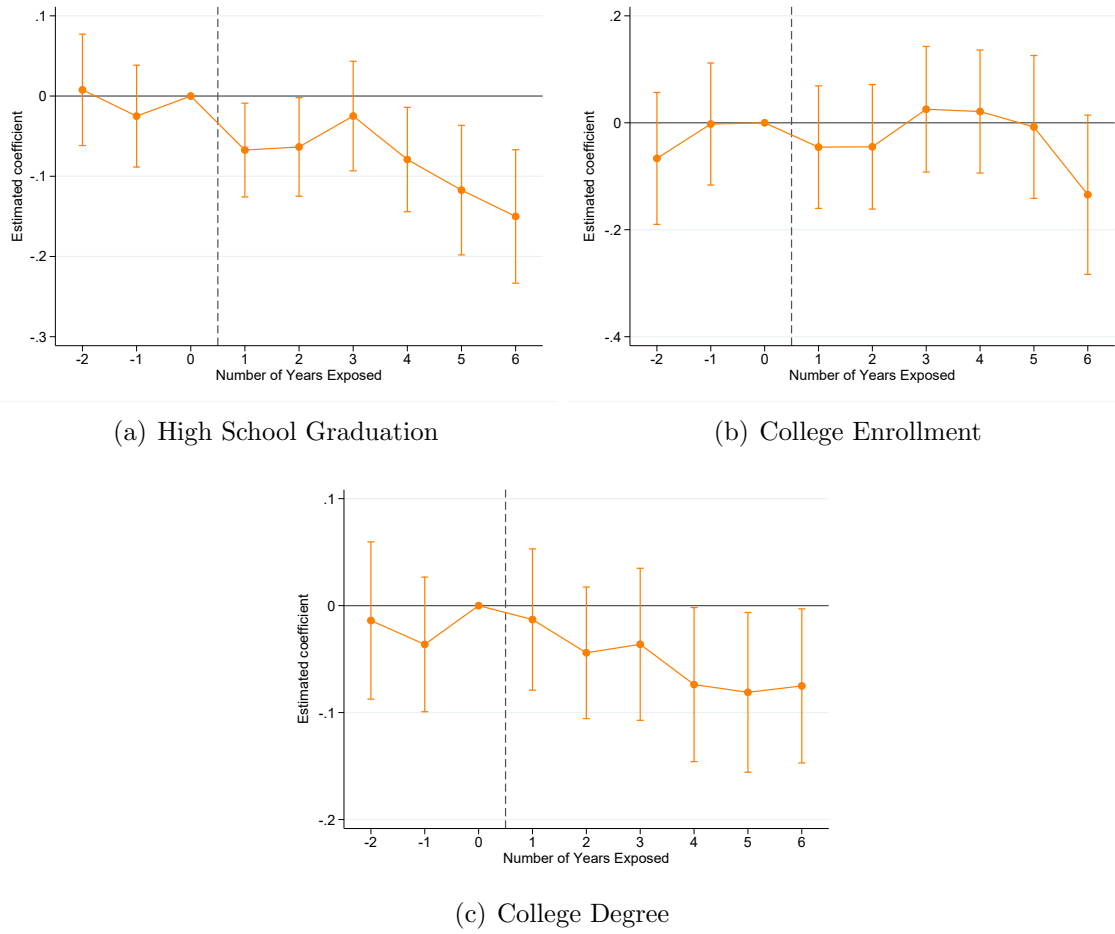 .1
0
-.1
-.2
-.3
Estimated coefficient
-2 -1 0 1 2 3 4 5 6
Number of Years Exposed
(a) High School Graduation
.2
0
-.2
-.4
Estimated coefficient
-2 -1 0 1 2 3 4 5 6
Number of Years Exposed
(b) College Enrollment
.1
0
-.1
-.2
Estimated coefficient
-2 -1 0 1 2 3 4 5 6
Number of Years Exposed
(c) College Degree